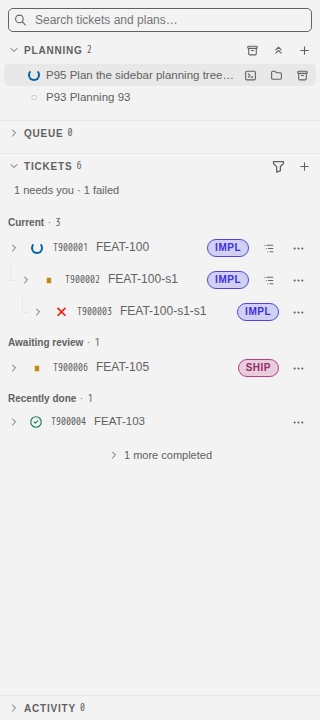 Search tickets and plans…
PLANNING 2
P95 Plan the sidebar planning tree…
P93 Planning 93
QUEUE 0
TICKETS 6
1 needs you · 1 failed
Current · 3
T900001 FEAT-100 IMPL
T900002 FEAT-100-s1 IMPL
T900003 FEAT-100-s1-s1 IMPL
Awaiting review · 1
T900006 FEAT-105 SHIP
Recently done · 1
T900004 FEAT-103
1 more completed
ACTIVITY 0